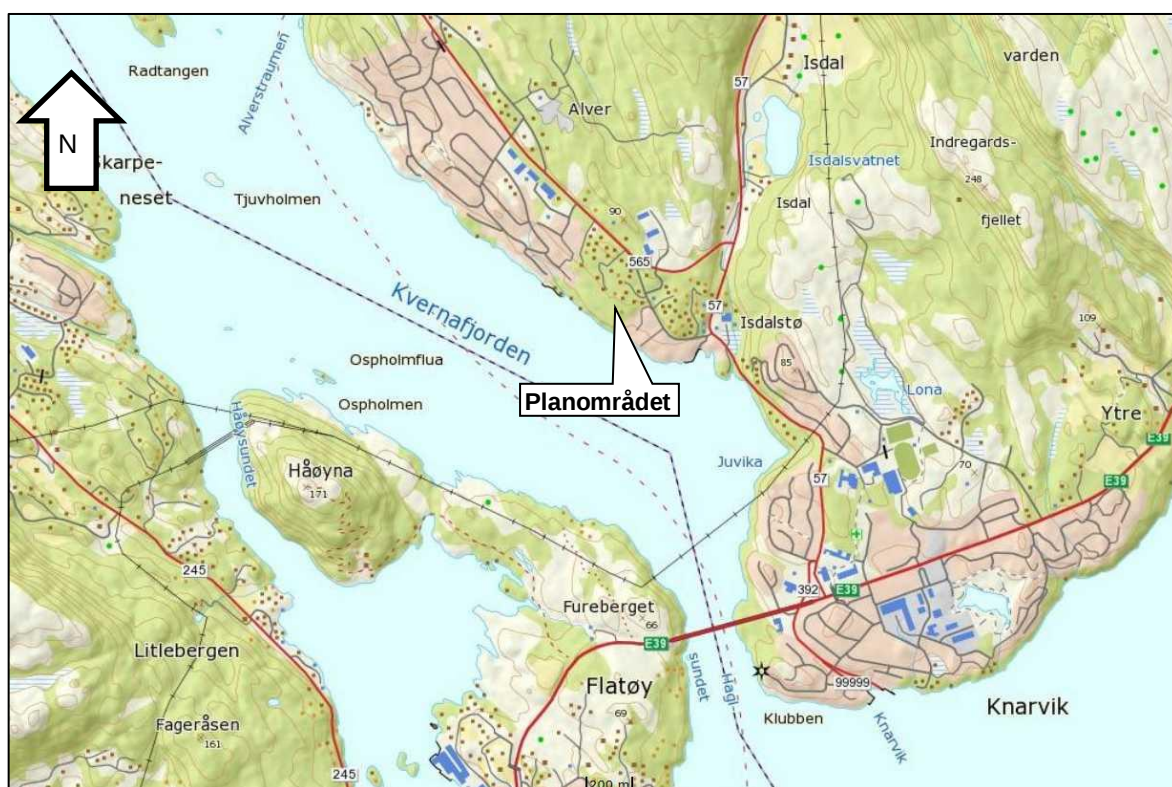 Radtangen
Alverstraumen
N
Skarpe-
neset
Tjuvholmen
Alver
57
Isdal
varden
Isdalsvatnet
Indregards-
248
fjellet
Isdal
90
565
57
Isdalstø
Kvernafjorden
Ospholmflua
Ospholmen
Planområdet
85
109
Lona
Ytre
E39
Håøysundet
Håøyna
171
Juvika
57
70
E39
245
392
E39
Fureberget
66
E39
Litlebergen
Flatøy
sundet
Hagl
99999
Klubben
Knarvik
Knarvik
Fageråsen
161
69
245
209 m